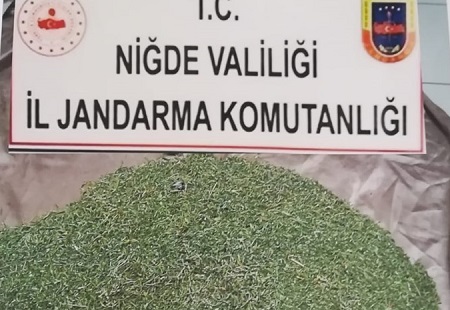 T.C.
NİĞDE VALİLİĞİ
İL JANDARMA KOMUTANLIĞI